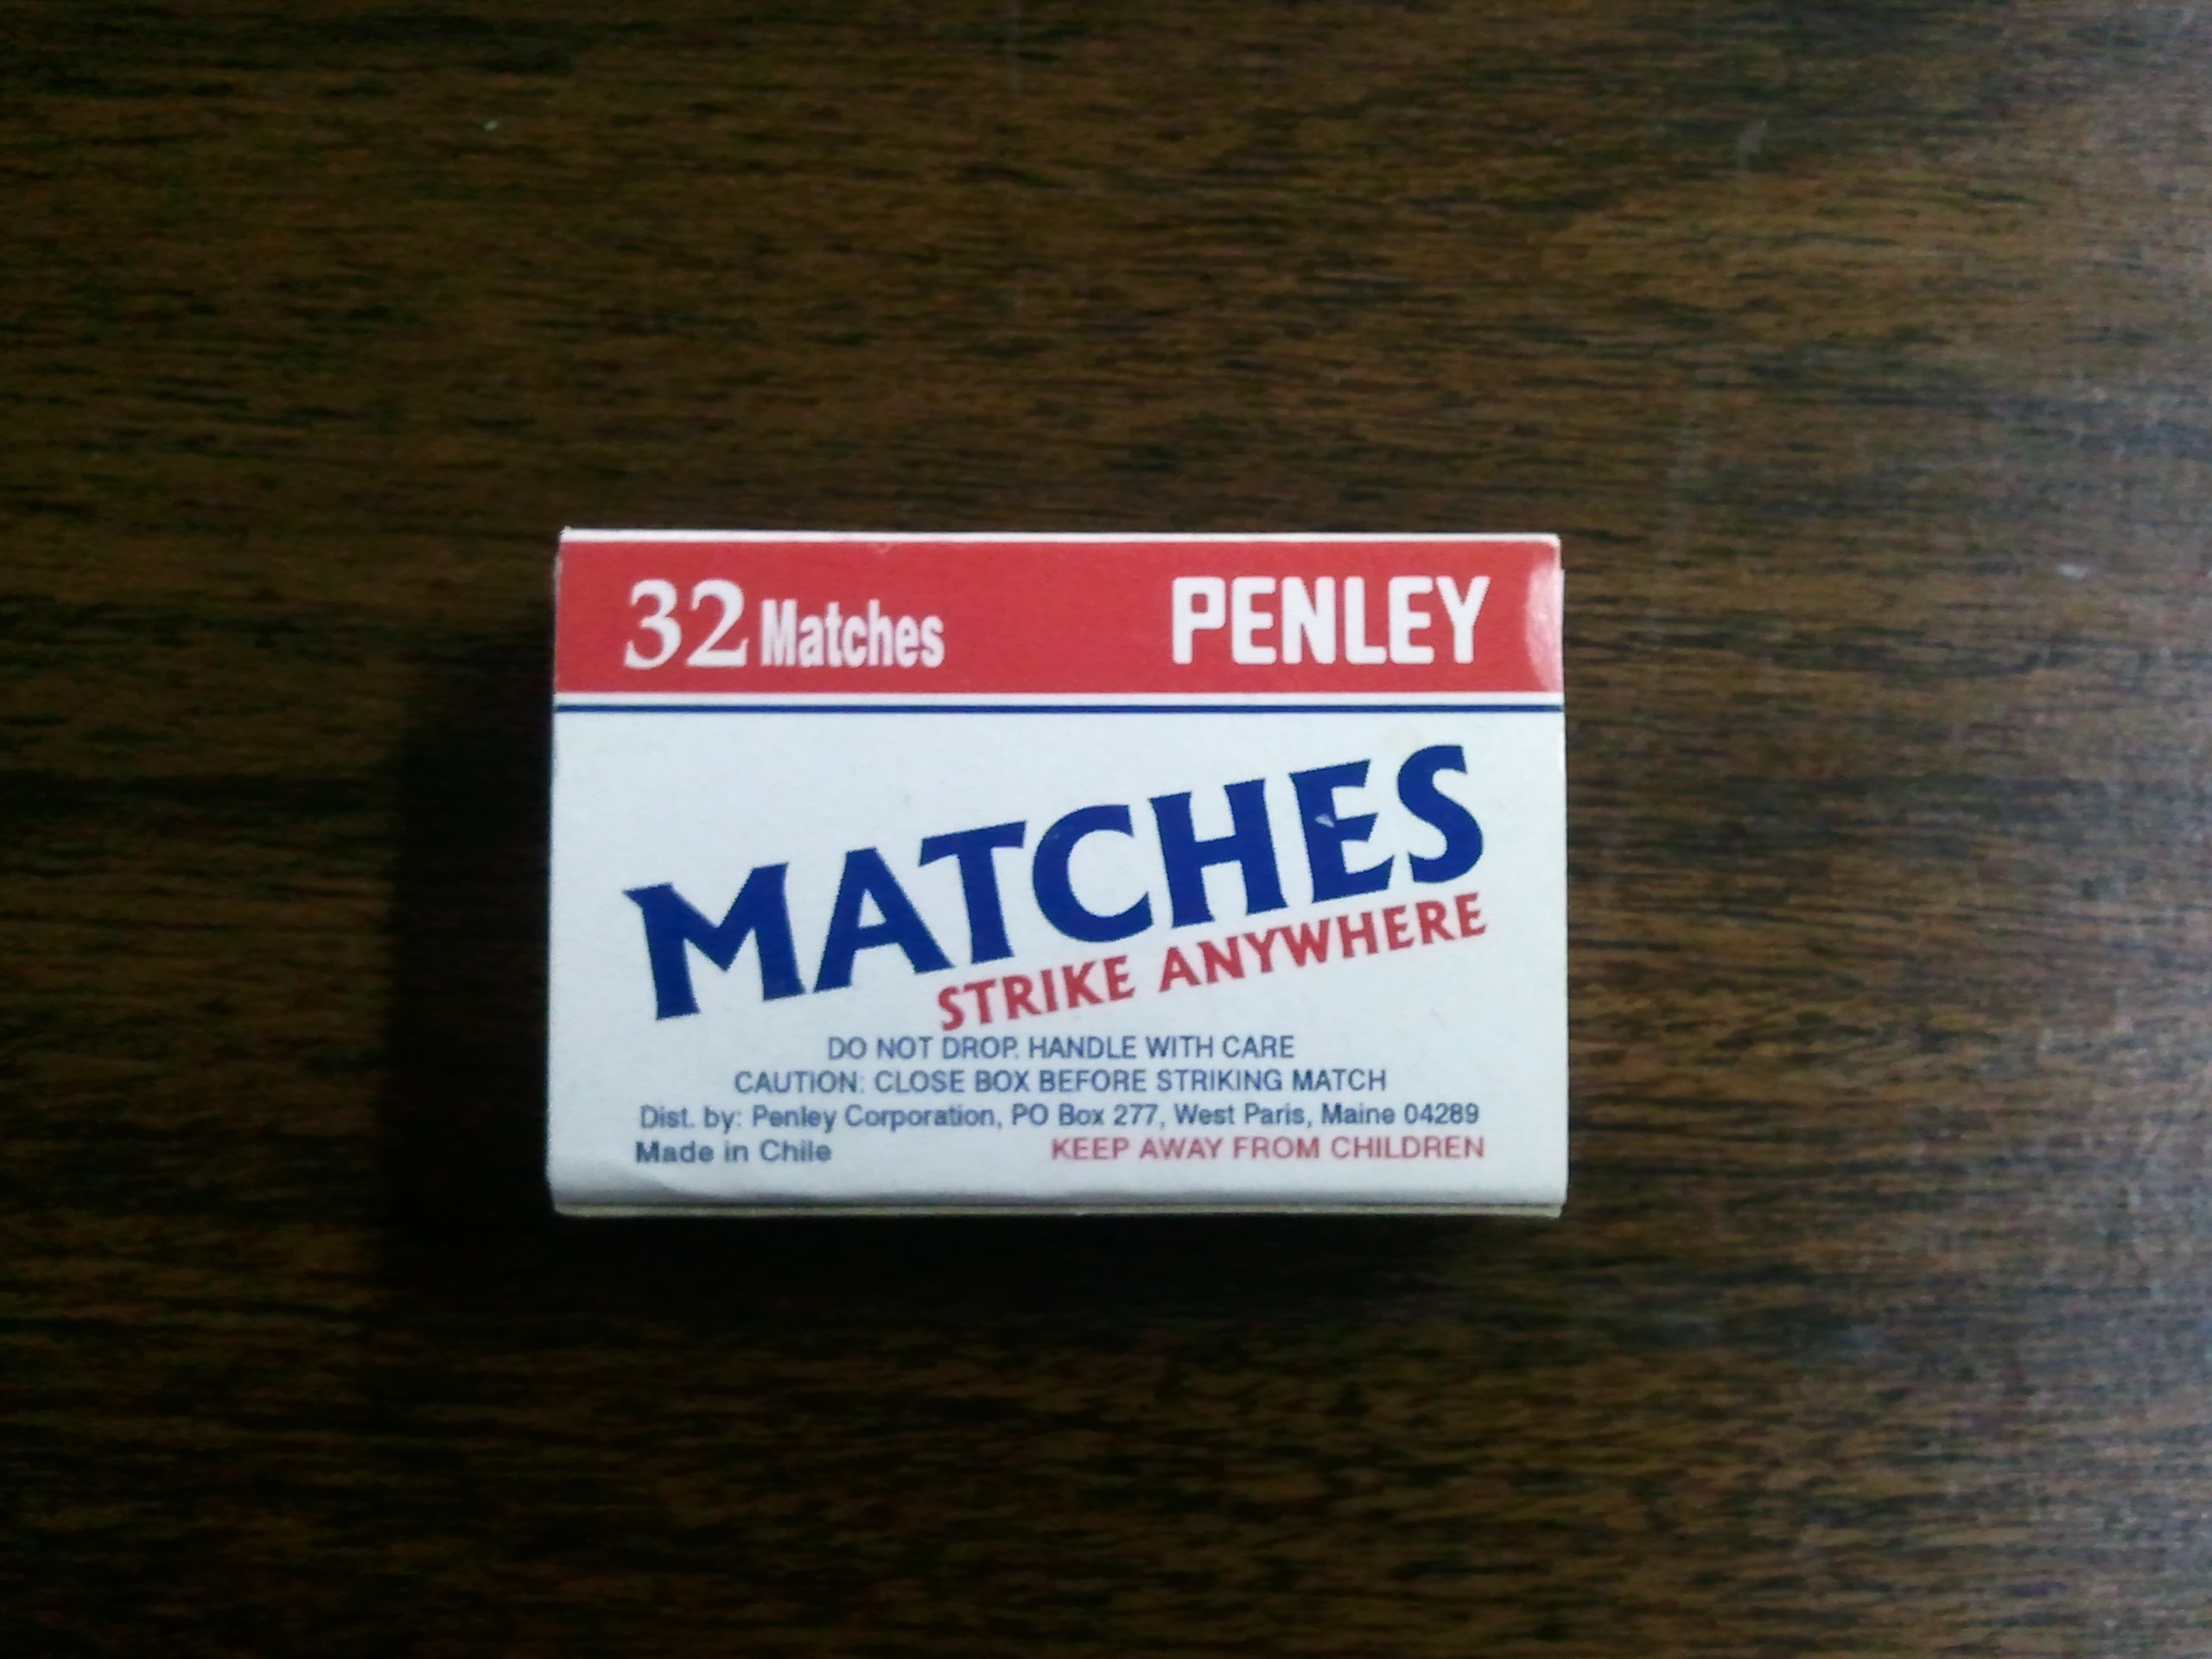 32 Matches PENLEY
MATCHES
STRIKE ANYWHERE
DO NOT DROP. HANDLE WITH CARE
CAUTION: CLOSE BOX BEFORE STRIKING MATCH
Dist. by: Penley Corporation, PO Box 277, West Paris, Maine 04289
Made in Chile KEEP AWAY FROM CHILDREN